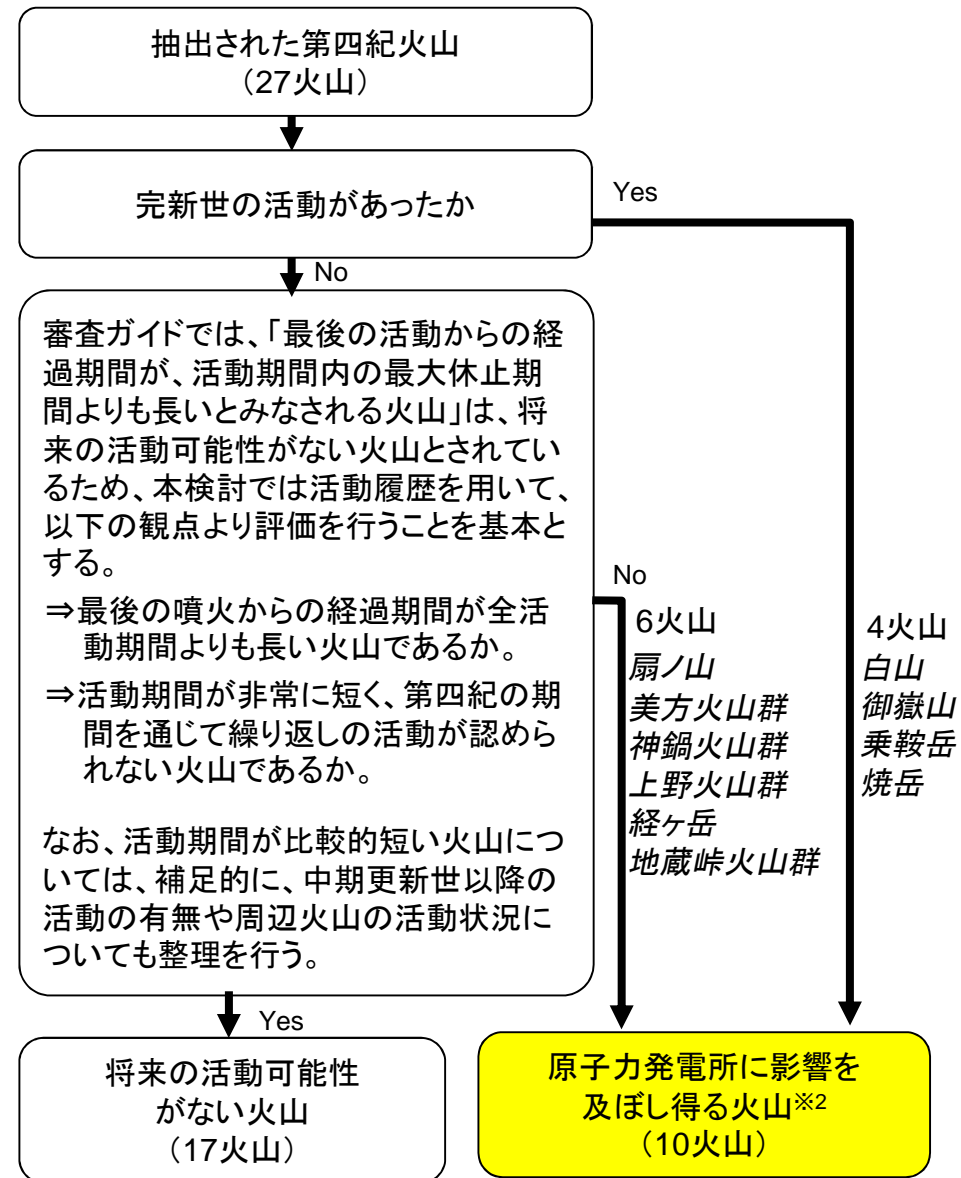 抽出された第四紀火山
（27火山）
完新世の活動があったか
Yes
No
審査ガイドでは、「最後の活動からの経
過期間が、活動期間内の最大休止期
間よりも長いとみなされる火山」は、将
来の活動可能性がない火山とされてい
るため、本検討では活動履歴を用いて、
以下の観点より評価を行うことを基本と
する。
⇒最後の噴火からの経過期間が全活
動期間よりも長い火山であるか。
⇒活動期間が非常に短く、第四紀の期
間を通じて繰り返しの活動が認めら
れない火山であるか。
なお、活動期間が比較的短い火山につ
いては、補足的に、中期更新世以降の
活動の有無や周辺火山の活動状況に
ついても整理を行う。
No
6火山
扇ノ山
美方火山群
神鍋火山群
上野火山群
経ヶ岳
地蔵峠火山群
4火山
白山
御嶽山
乗鞍岳
焼岳
Yes
将来の活動可能性
がない火山
（17火山）
原子力発電所に影響を
及ぼし得る火山※2
（10火山）